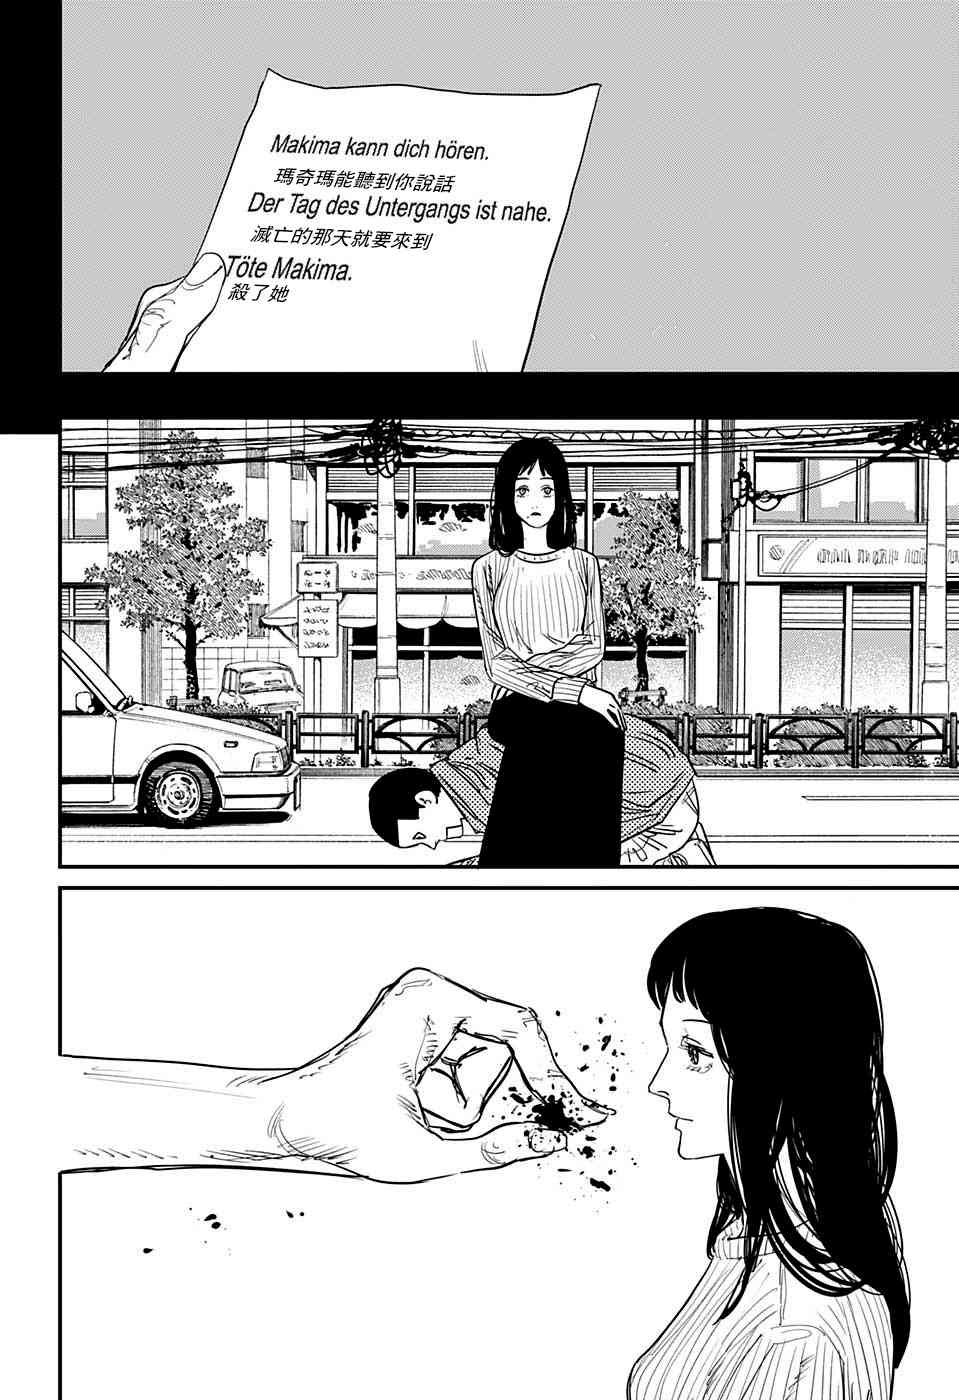 Makima kann dich hören.
瑪奇瑪能聽到你說話
Der Tag des Untergangs ist nahe.
滅亡的那天就要來到
Töte Makima.
殺了她